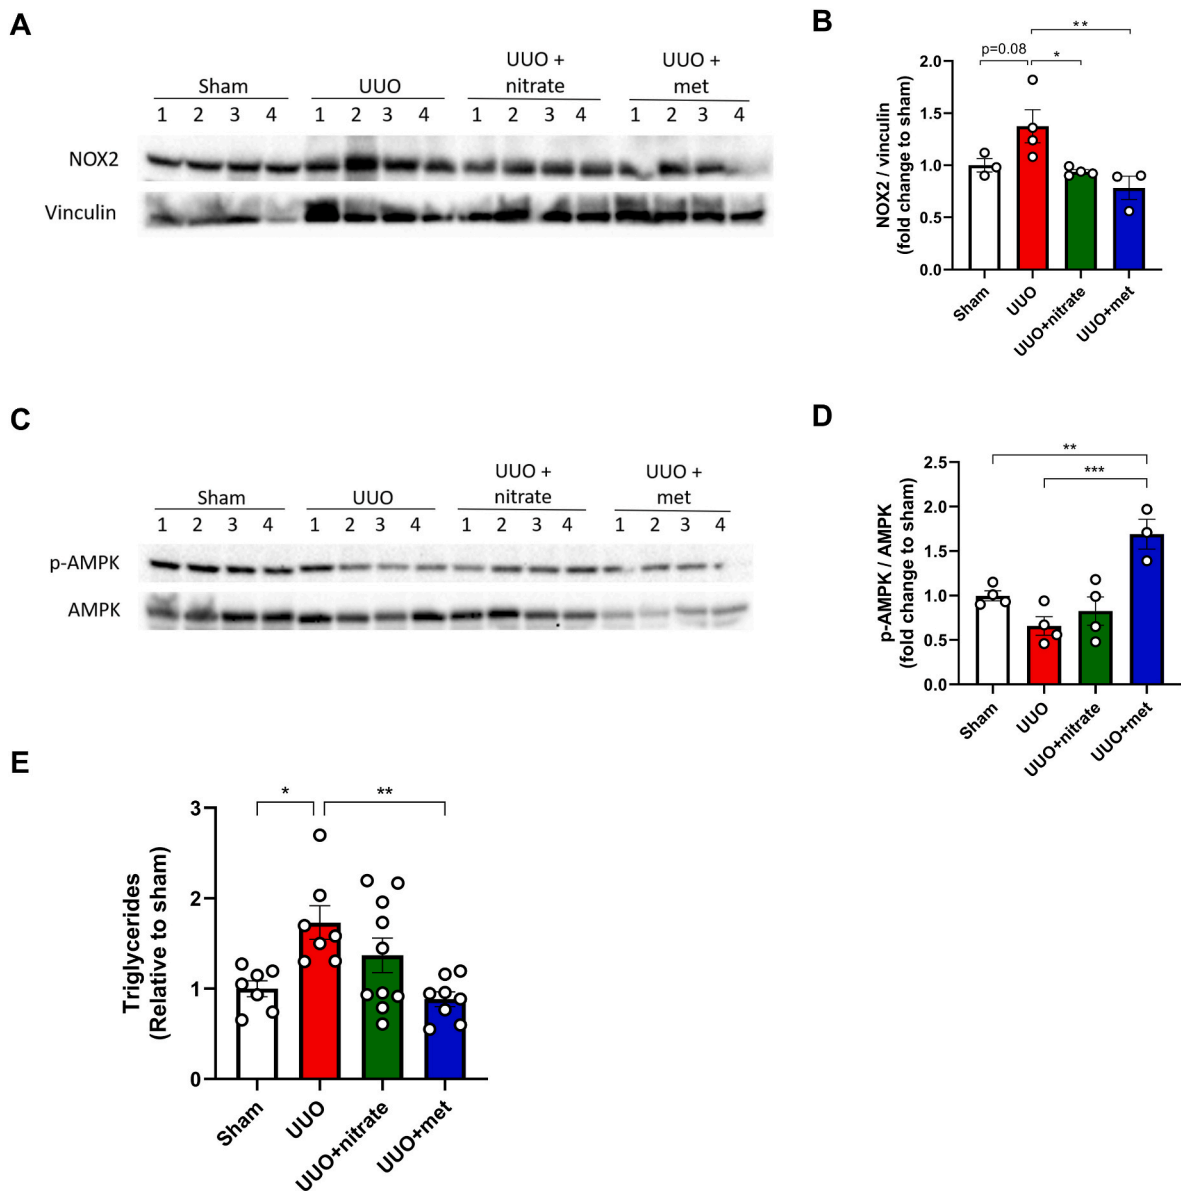 A
Sham
UUO
UUO +
nitrate
UUO +
met
1 2 3 4 1 2 3 4 1 2 3 4 1 2 3 4
NOX2
Vinculin
B
**
p=0.08
*
NOX2 / vinculin
(fold change to sham)
2.0
1.5
1.0
0.5
0.0
Sham
UUO
UUO+nitrate
UUO+met
C
Sham
UUO
UUO +
nitrate
UUO +
met
1 2 3 4 1 2 3 4 1 2 3 4 1 2 3 4
p-AMPK
AMPK
D
**
***
p-AMPK / AMPK
(fold change to sham)
2.5
2.0
1.5
1.0
0.5
0.0
Sham
UUO
UUO+nitrate
UUO+met
E
*
**
Triglycerides
(Relative to sham)
3
2
1
0
Sham
UUO
UUO+nitrate
UUO+met